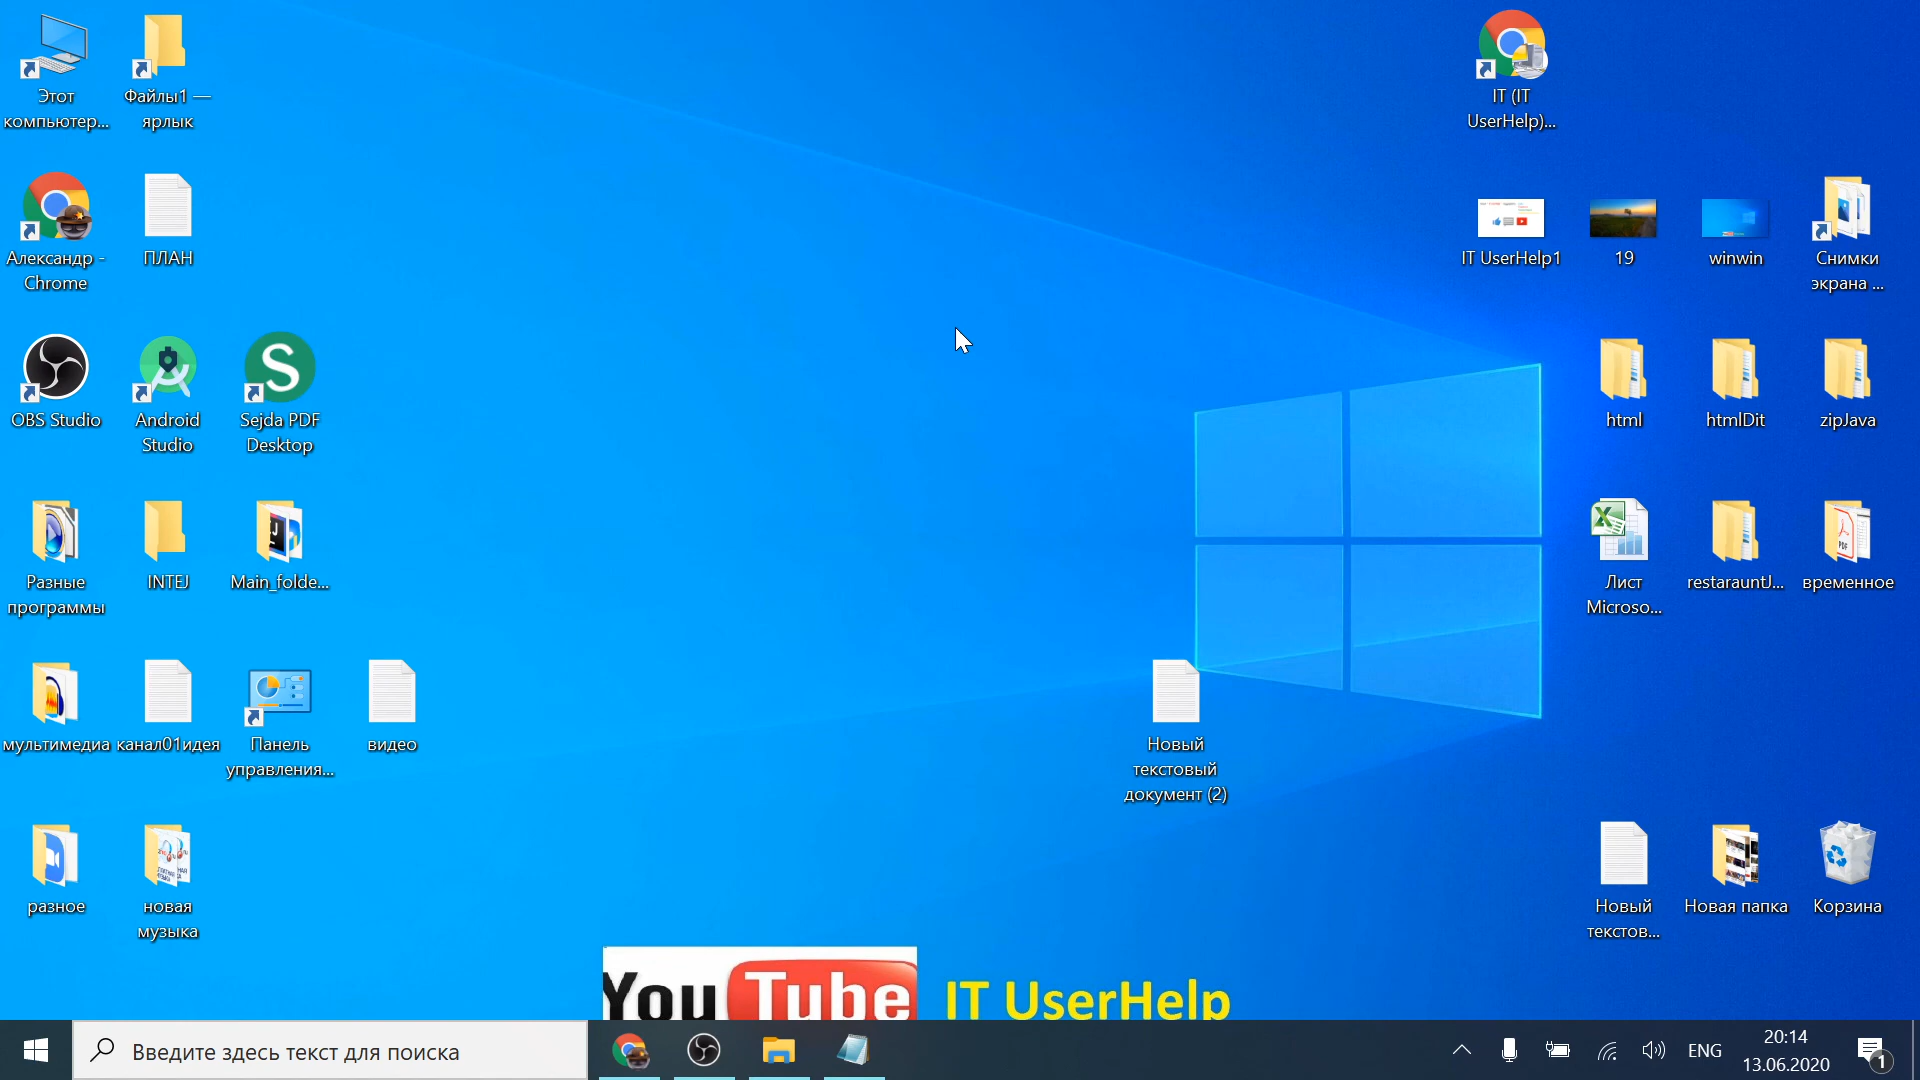 Этот
компьютер...
Файлы1 —
ярлык
IT (IT
UserHelp)...
Александр -
Chrome
ПЛАН
IT UserHelp1
19
winwin
Снимки
экрана ...
OBS Studio
Android
Studio
Sejda PDF
Desktop
html
htmlDit
zipJava
Разные
программы
INTEJ
Main_folde...
Лист
Microso...
restarauntJ...
временное
мультимедиа
канал01идея
Панель
управления...
видео
Новый
текстовый
документ (2)
разное
новая
музыка
Новый
текстов...
Новая папка
Корзина
YouTube
IT UserHelp
Введите здесь текст для поиска
ENG
20:14
13.06.2020
1